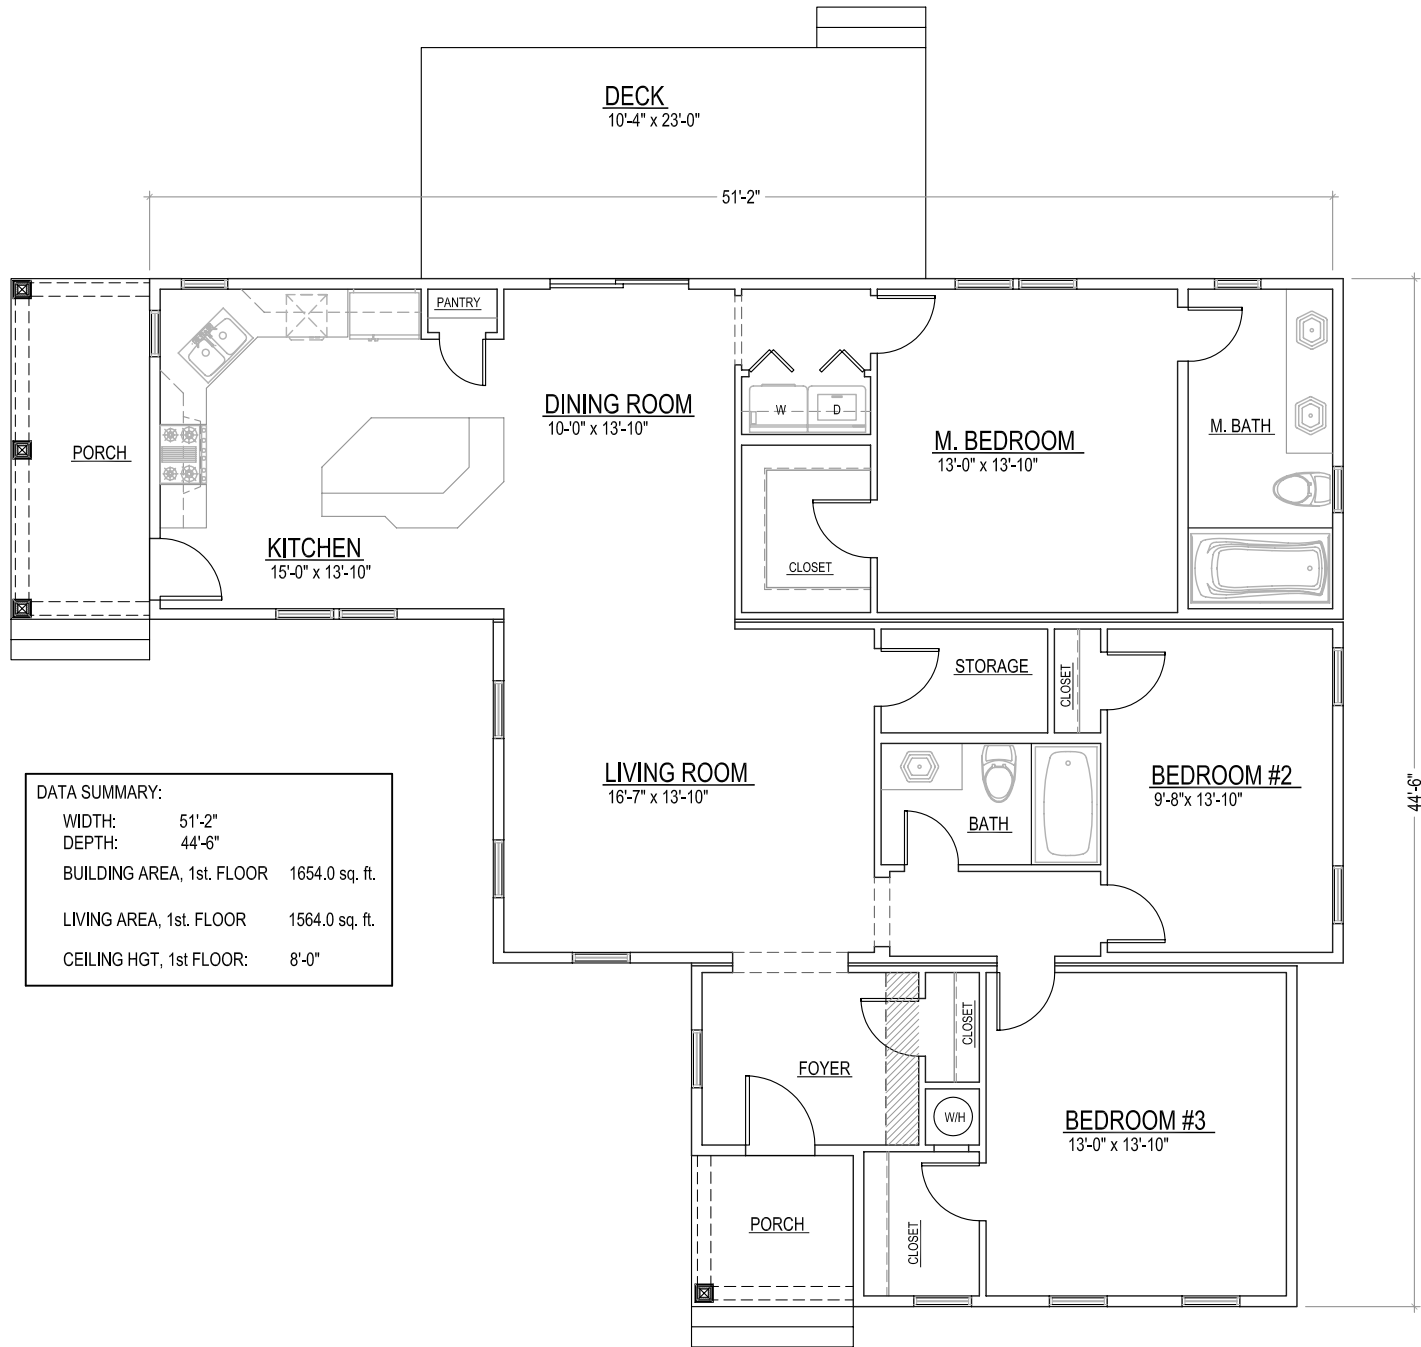 DECK
10'-4" x 23'-0"
51'-2"
PANTRY
DINING ROOM
10-'0" x 13'-10"
W
D
M. BEDROOM
13'-0" x 13'-10"
M. BATH
PORCH
KITCHEN
15'-0" x 13'-10"
CLOSET
STORAGE
CLOSET
LIVING ROOM
16'-7" x 13'-10"
BATH
BEDROOM #2
9'-8"x 13'-10"
44'-6"
DATA SUMMARY:
WIDTH: 51'-2"
DEPTH: 44'-6"
BUILDING AREA, 1st. FLOOR 1654.0 sq. ft.
LIVING AREA, 1st. FLOOR 1564.0 sq. ft.
CEILING HGT, 1st FLOOR: 8'-0"
FOYER
CLOSET
W/H
BEDROOM #3
13'-0" x 13'-10"
PORCH
CLOSET